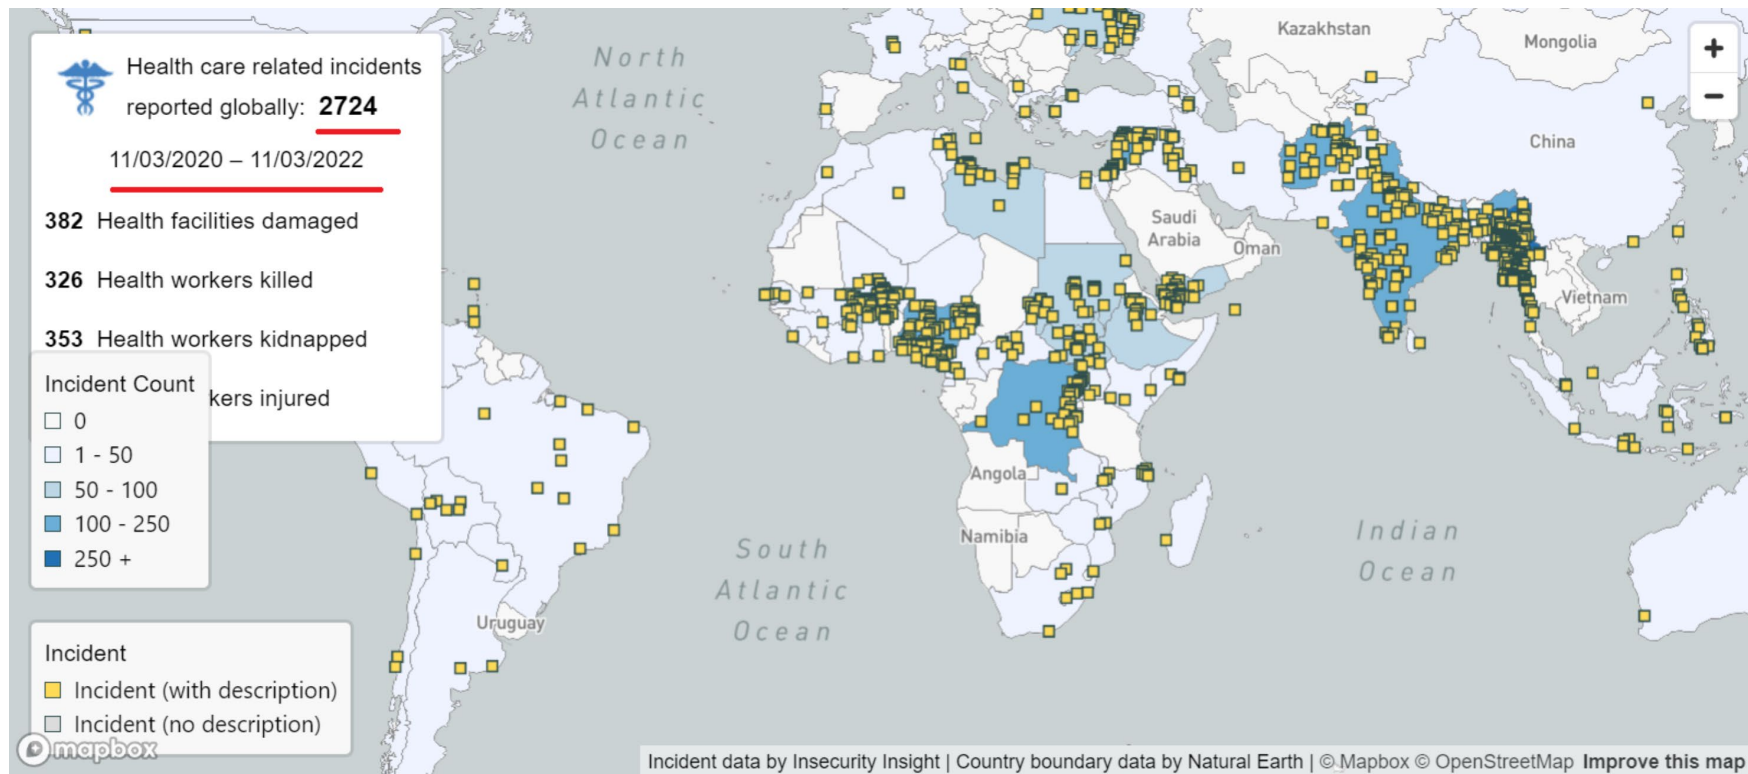 Health care related incidents
reported globally: 2724
11/03/2020 – 11/03/2022
382 Health facilities damaged
326 Health workers killed
353 Health workers kidnapped
kers injured
Incident Count
0
1 - 50
50 - 100
100 - 250
250 +
Incident
Incident (with description)
Incident (no description)
mapbox
North
Atlantic
Ocean
South
Atlantic
Ocean
Indian
Ocean
Kazakhstan
Mongolia
China
Saudi
Arabia
Oman
Vietnam
Angola
Namibia
Uruguay
+
−
Incident data by Insecurity Insight | Country boundary data by Natural Earth | © Mapbox © OpenStreetMap Improve this map